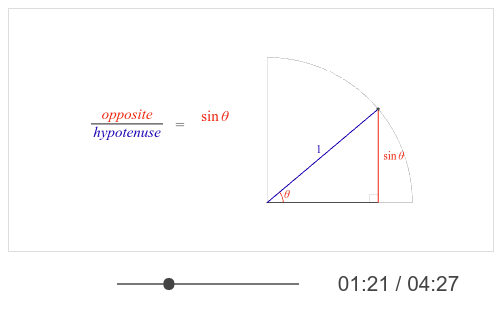 opposite
hypotenuse
=
sin θ
1
sin θ
θ
01:21 / 04:27